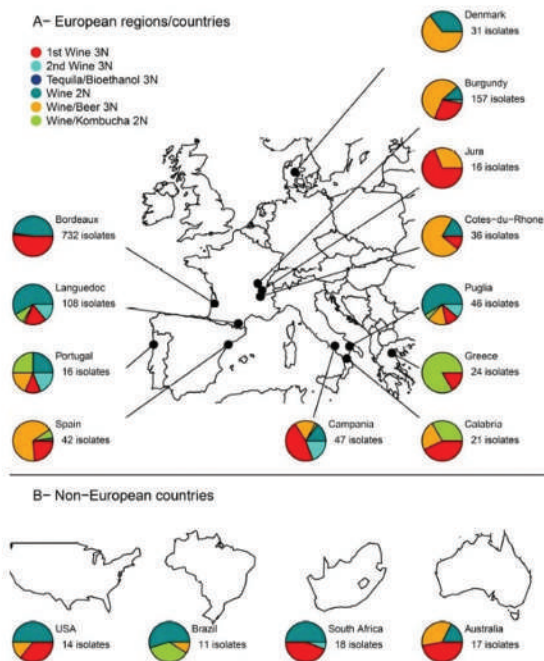 A- European regions/countries
1st Wine 3N
2nd Wine 3N
Tequila/Bioethanol 3N
Wine 2N
Wine/Beer 3N
Wine/Kombucha 2N
Denmark
31 isolates
Burgundy
157 isolates
Jura
16 isolates
Bordeaux
732 isolates
Cotes-du-Rhone
36 isolates
Languedoc
108 isolates
Puglia
46 isolates
Portugal
16 isolates
Greece
24 isolates
Spain
42 isolates
Campania
47 isolates
Calabria
21 isolates
B- Non-European countries
USA
14 isolates
Brazil
11 isolates
South Africa
18 isolates
Australia
17 isolates